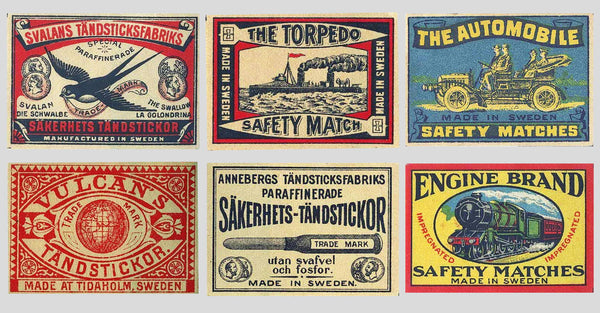 SVALANS TÄNDSTICKSFABRIKS
SPECIAL
PARAFFINERADE
TRADE MARK
SVALAN
DIE SCHWALBE
THE SWALLOW
LA GOLONDRINA
SÄKERHETS TÄNDSTICKOR
MANUFACTURED IN SWEDEN
THE TORPEDO
MADE IN SWEDEN
MADE IN SWEDEN
SAFETY MATCH
THE AUTOMOBILE
MADE IN SWEDEN
SAFETY MATCHES
VULCAN'S
TRADE MARK
TÄNDSTICKOR.
MADE AT TIDAHOLM, SWEDEN
ANNEBERGS TÄNDSTICKSFABRIKS
PARAFFINERADE
SÄKERHETS-TÄNDSTICKOR
TRADE MARK
utan svafvel
och fosfor.
MADE IN SWEDEN.
ENGINE BRAND
IMPREGNATED
IMPREGNATED
SAFETY MATCHES
MADE IN SWEDEN